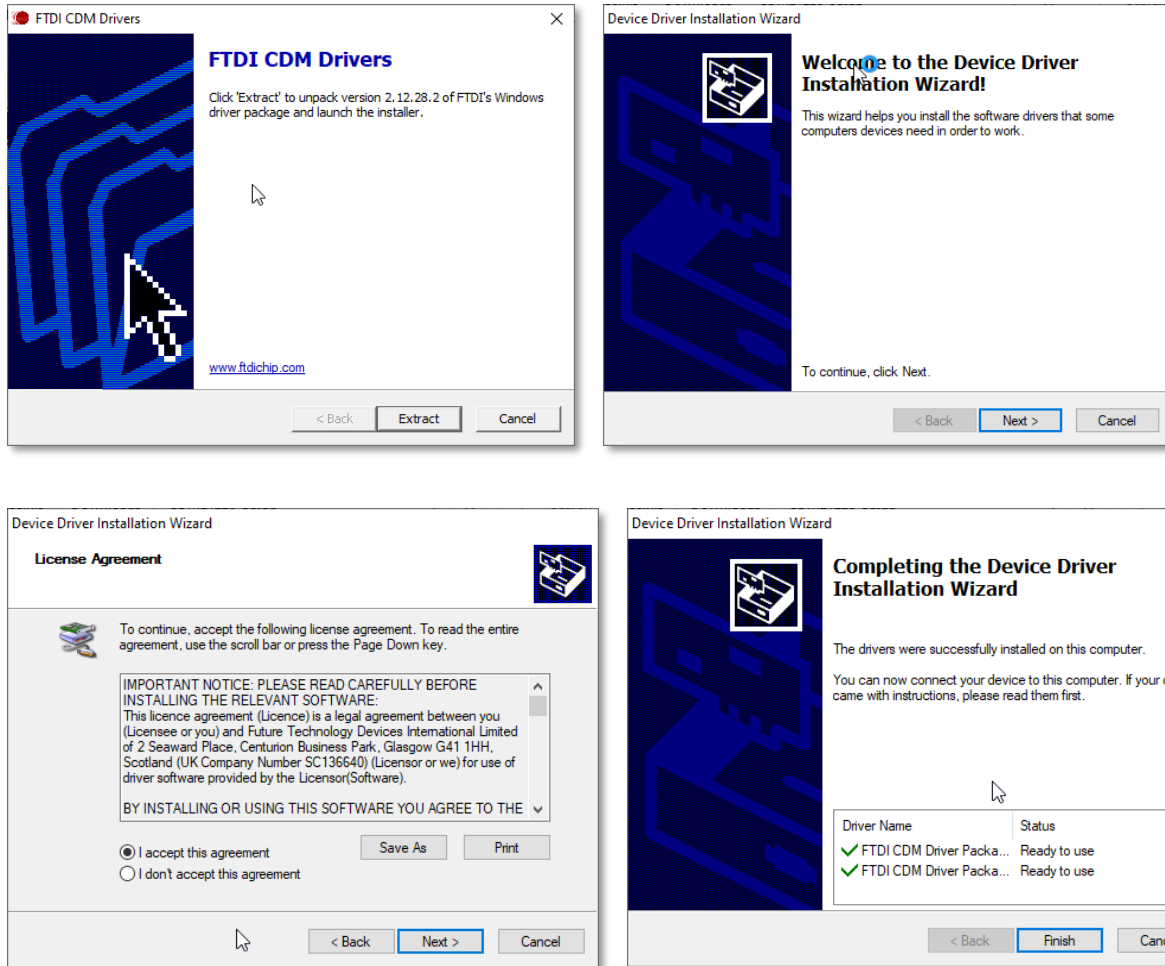 FTDI CDM Drivers
FTDI CDM Drivers
Click 'Extract' to unpack version 2.12.28.2 of FTDI's Windows
driver package and launch the installer.
www.ftdichip.com
< Back
Extract
Cancel
Device Driver Installation Wizard
Welcome to the Device Driver
Installation Wizard!
This wizard helps you install the software drivers that some
computers devices need in order to work.
To continue, click Next.
< Back
Next >
Cancel
Device Driver Installation Wizard
License Agreement
To continue, accept the following license agreement. To read the entire
agreement, use the scroll bar or press the Page Down key.
IMPORTANT NOTICE: PLEASE READ CAREFULLY BEFORE
INSTALLING THE RELEVANT SOFTWARE:
This licence agreement (Licence) is a legal agreement between you
(Licensee or you) and Future Technology Devices International Limited
of 2 Seaward Place, Centurion Business Park, Glasgow G41 1HH,
Scotland (UK Company Number SC136640) (Licensor or we) for use of
driver software provided by the Licensor(Software).
BY INSTALLING OR USING THIS SOFTWARE YOU AGREE TO THE
I accept this agreement
Save As
Print
I don't accept this agreement
< Back
Next >
Cancel
Device Driver Installation Wizard
Completing the Device Driver
Installation Wizard
The drivers were successfully installed on this computer.
You can now connect your device to this computer. If your
came with instructions, please read them first.
Driver Name Status
FTDI CDM Driver Packa... Ready to use
FTDI CDM Driver Packa... Ready to use
< Back
Finish